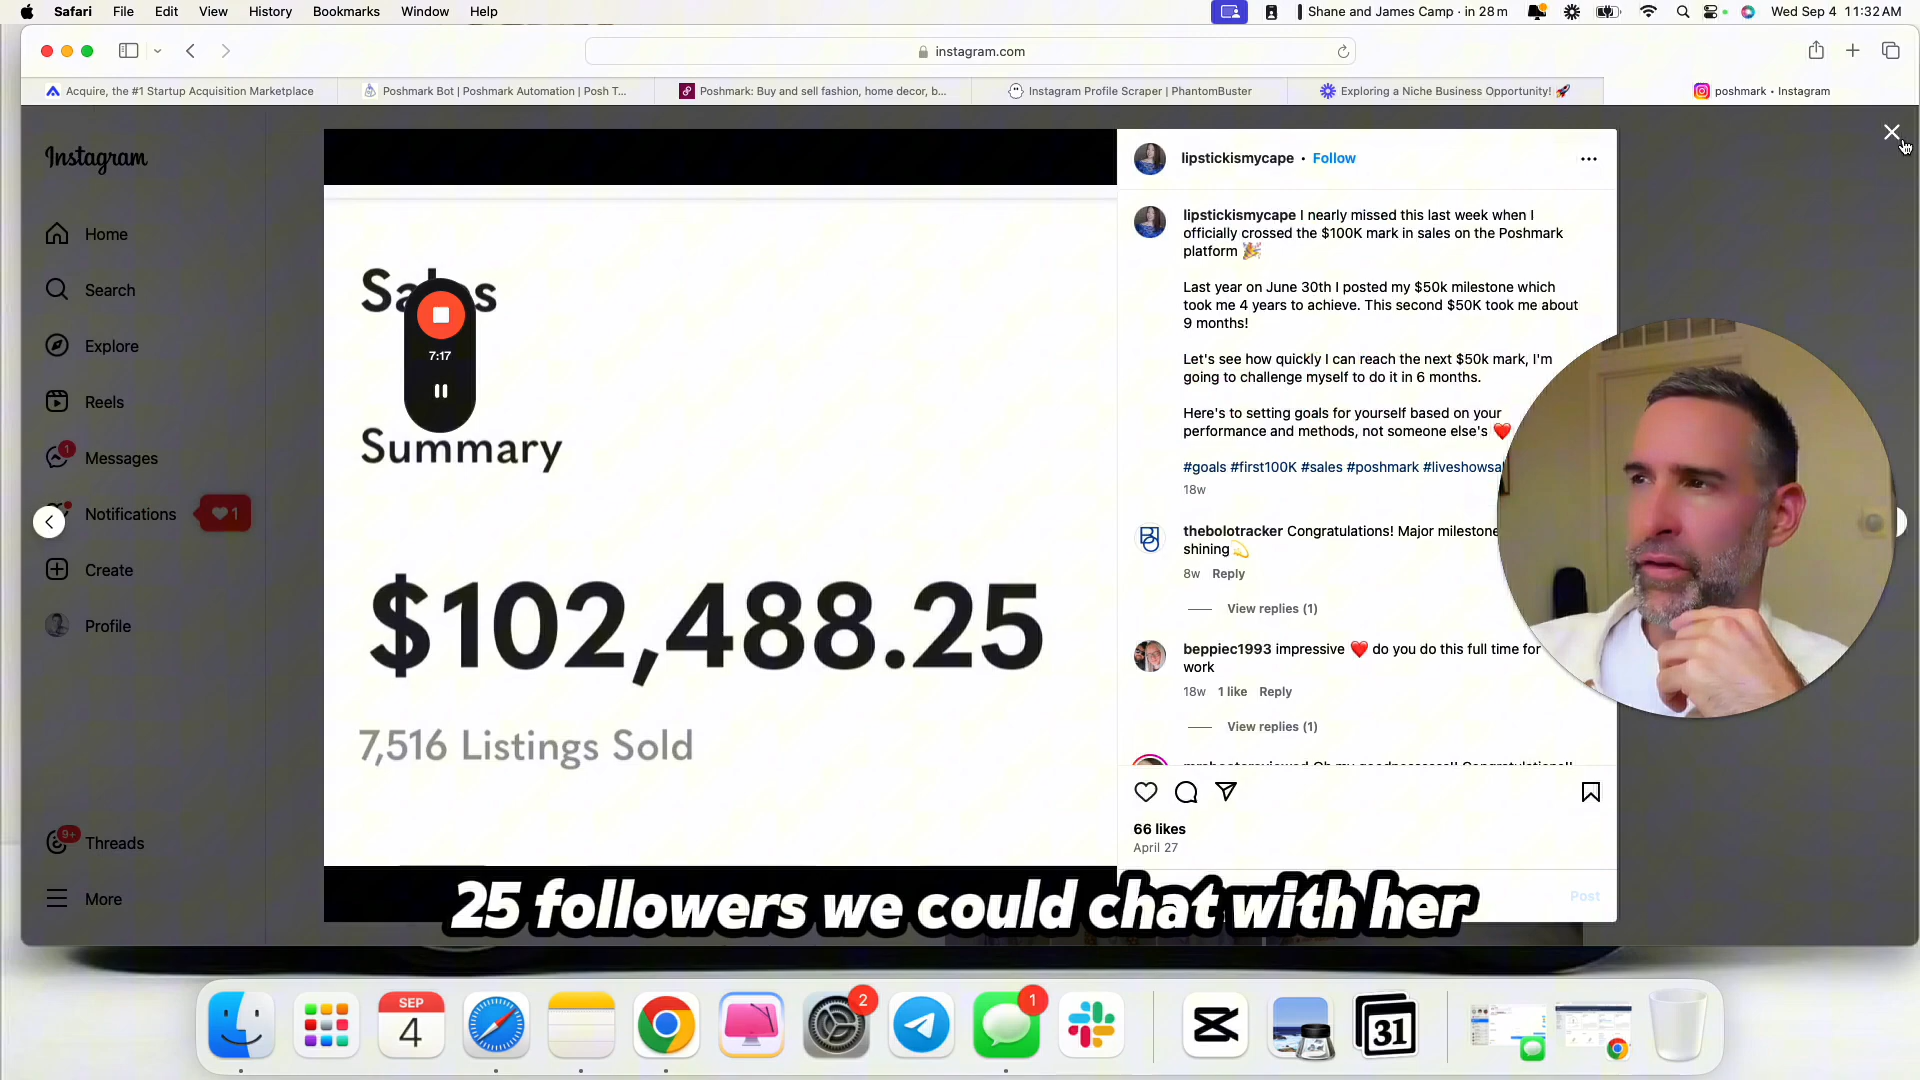 Safari File Edit View History Bookmarks Window Help
Shane and James Camp · in 28 m
Wed Sep 4 11:32 AM
instagram.com
Acquire, the #1 Startup Acquisition Marketplace
Poshmark Bot | Poshmark Automation | Posh T...
Poshmark: Buy and sell fashion, home decor, b...
Instagram Profile Scraper | PhantomBuster
Exploring a Niche Business Opportunity! 🚀
poshmark • Instagram
Instagram
Home
Search
Explore
Reels
1
Messages
Notifications
1
Create
Profile
9+
Threads
More
Summary
7:17
$102,488.25
7,516 Listings Sold
lipstickismycape • Follow
lipstickismycape I nearly missed this last week when I
officially crossed the $100K mark in sales on the Poshmark
platform 🎉
Last year on June 30th I posted my $50k milestone which
took me 4 years to achieve. This second $50K took me about
9 months!
Let's see how quickly I can reach the next $50k mark, I'm
going to challenge myself to do it in 6 months.
Here's to setting goals for yourself based on your
performance and methods, not someone else's ❤️
#goals #first100K #sales #poshmark
18w
thebolotracker Congratulations! Major milestone
shining💫
8w Reply
View replies (1)
beppiec1993 impressive ❤️ do you do this full time for
work
18w 1 like Reply
View replies (1)
66 likes
April 27
Post
25 followers we could chat with her
SEP
4
2
1
31